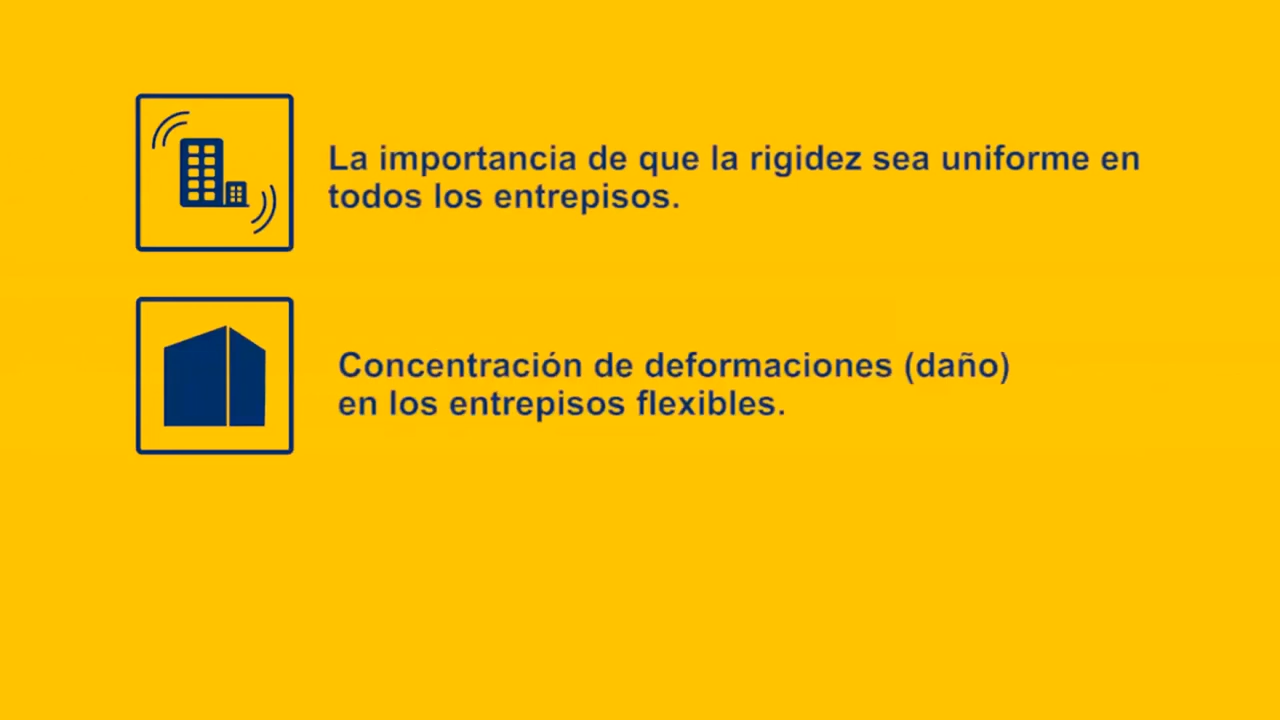 La importancia de que la rigidez sea uniforme en
todos los entrepisos.
Concentración de deformaciones (daño)
en los entrepisos flexibles.